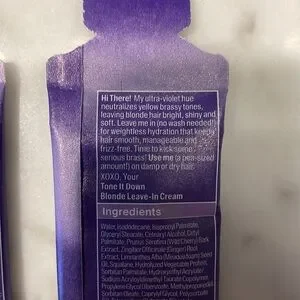 Hi There! My ultra-violet hue
neutralizes yellow brassy tones,
leaving blonde hair bright, shiny and
soft. Leave me in (no wash needed!)
for weightless hydration that keeps
hair smooth, manageable and
frizz-free. Time to kick some
serious brass! Use me (a pea-sized
amount!) on damp or dry hair.
XOXO, Your
Tone It Down
Blonde Leave-In Cream
Ingredients
Water, Isododecane, Isopropyl Palmitate,
Glyceryl Stearate, Cetearyl Alcohol, Cetyl
Palmitate, Prunus Serotina (Wild Cherry) Bark
Extract, Zingiber Officinale (Ginger) Root
Extract, Limnanthes Alba (Meadowfoam) Seed
Oil, Squalane, Hydrolyzed Vegetable Protein,
Sorbitan Palmitate, Hydroxyethyl Acrylate/
Sodium Acryloyldimethyl Taurate Copolymer,
Propylene Glycol, Butylene
Sorbitan Oleate, Caprylyl Glycol,